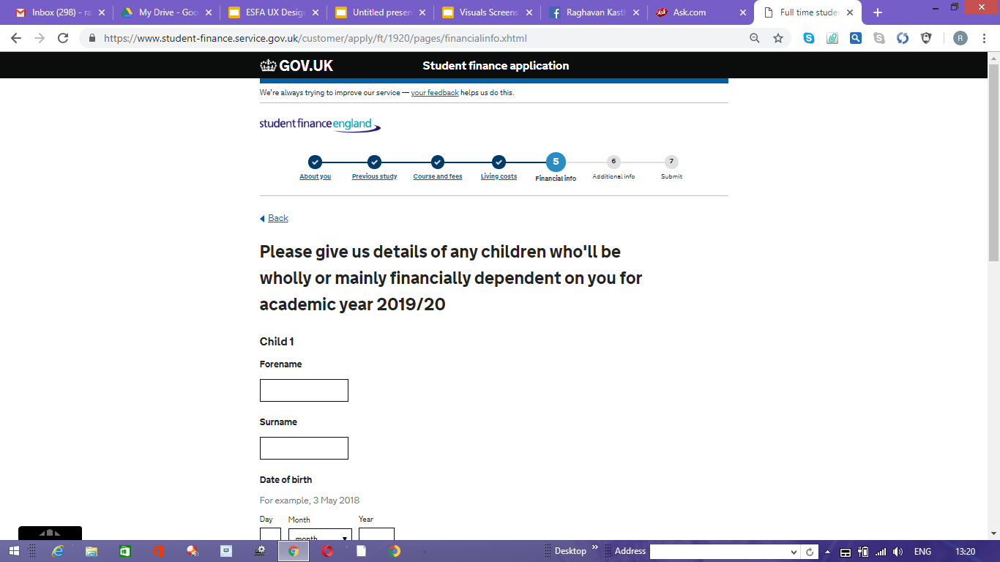 Inbox (298) - ra
My Drive - Goo
ESFA UX Desig
Untitled presen
Visuals Screens
Raghavan Kasth
Ask Ask.com
Full time studen
https://www.student-finance.service.gov.uk/customer/apply/ft/1920/pages/financialinfo.xhtml
R
GOV.UK
Student finance application
We're always trying to improve our service — your feedback helps us do this.
student finance england
5 6 7
About you Previous study Course and fees Living costs Financial info Additional info Submit
Back
Please give us details of any children who'll be
wholly or mainly financially dependent on you for
academic year 2019/20
Child 1
Forename
Surname
Date of birth
For example, 3 May 2018
Day Month Year
month
Desktop » Address ENG 13:20